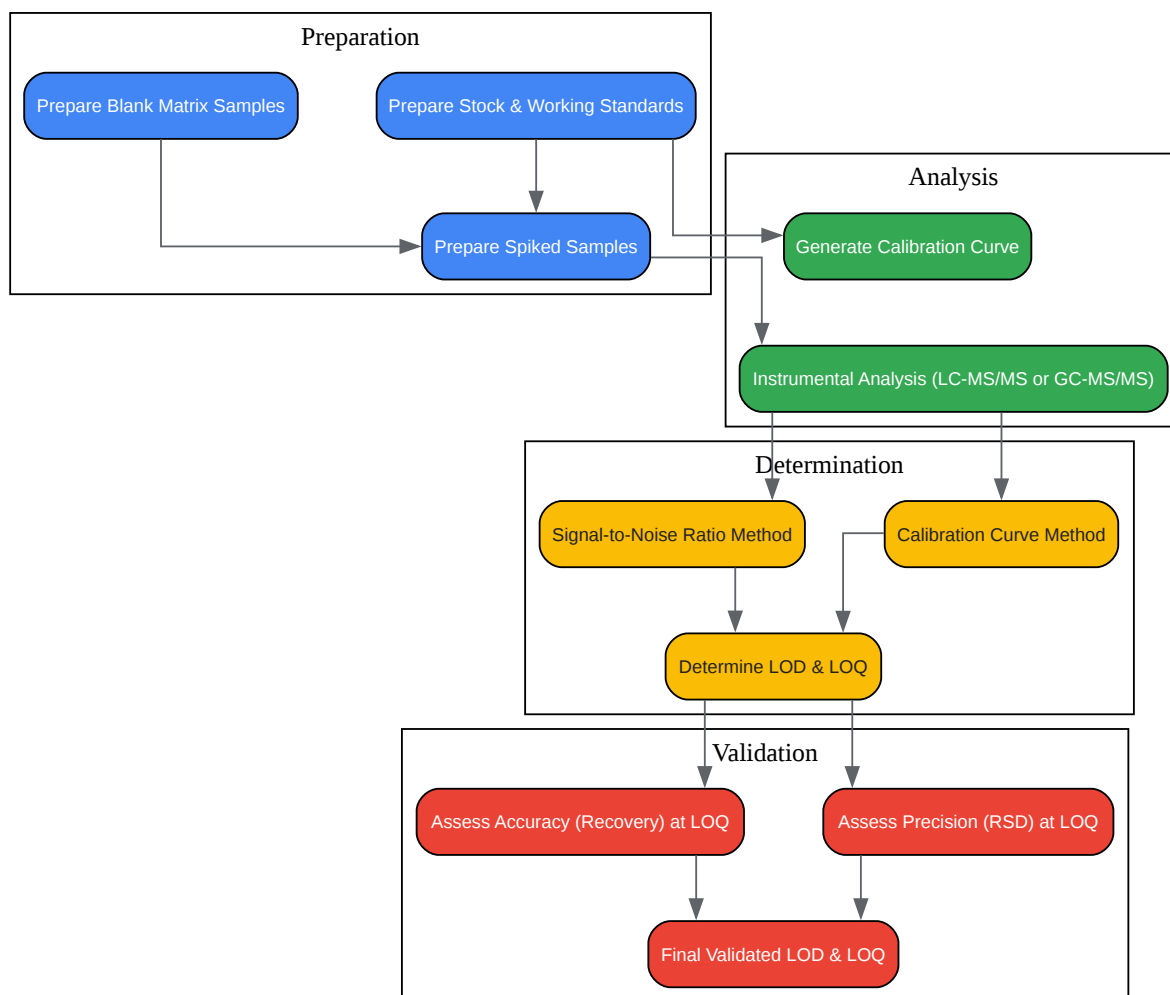 Preparation
Prepare Blank Matrix Samples
Prepare Stock & Working Standards
Prepare Spiked Samples
Analysis
Generate Calibration Curve
Instrumental Analysis (LC-MS/MS or GC-MS/MS)
Determination
Signal-to-Noise Ratio Method
Calibration Curve Method
Determine LOD & LOQ
Validation
Assess Accuracy (Recovery) at LOQ
Assess Precision (RSD) at LOQ
Final Validated LOD & LOQ